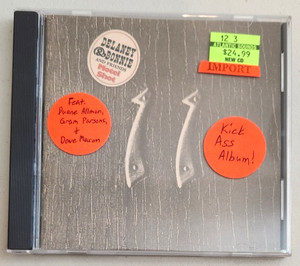 DELANEY
& BONNIE
AND FRIENDS
Motel
Shot
12 3
ATLANTIC SOUNDS
$24.99
NEW CD
IMPORT
Feat.
Duane Allman,
Gram Parsons,
+
Dave Mason
Kick
Ass
Album!